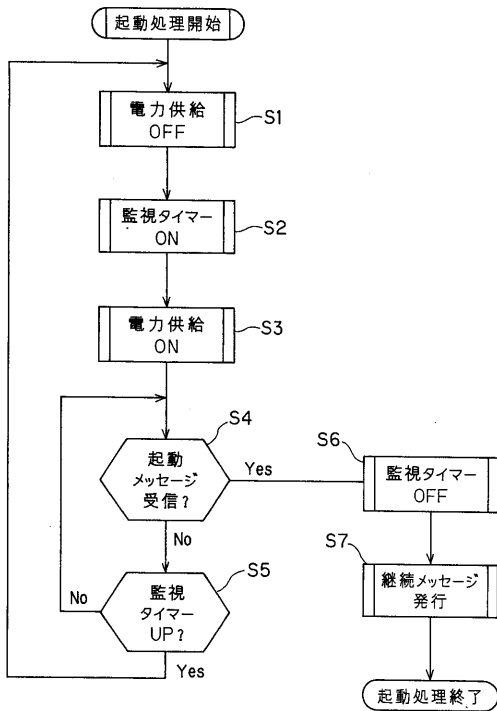 起動処理開始
電力供給
OFF
S1
監視タイマー
ON
S2
電力供給
ON
S3
S4
起動
メッセージ
受信?
Yes
No
S5
監視
タイマー
UP?
No
Yes
S6
監視タイマー
OFF
S7
継続メッセージ
発行
起動処理終了